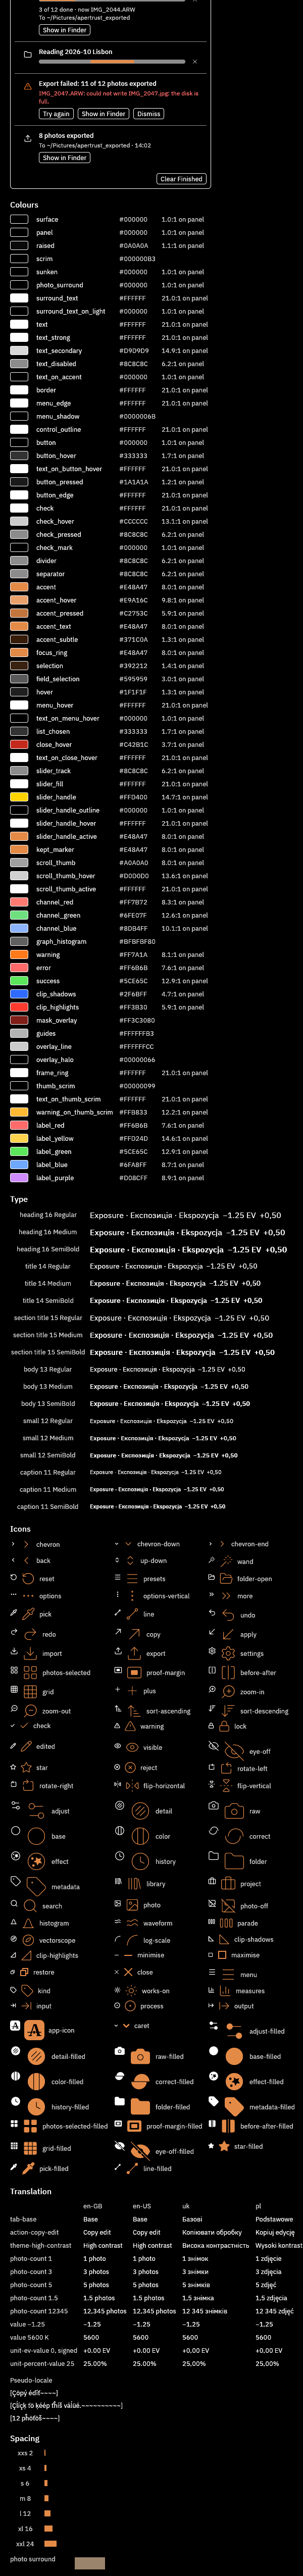 3 of 12 done · now IMG_2044.ARW
To ~/Pictures/apertrust_exported
Show in Finder
Reading 2026-10 Lisbon
Export failed: 11 of 12 photos exported
IMG_2047.ARW: could not write IMG_2047.jpg: the disk is
full.
Try again Show in Finder Dismiss
8 photos exported
To ~/Pictures/apertrust_exported · 14:02
Show in Finder
Clear Finished
Colours
surface #000000 1.0:1 on panel
panel #000000 1.0:1 on panel
raised #0A0A0A 1.1:1 on panel
scrim #000000B3
sunken #000000 1.0:1 on panel
photo_surround #000000 1.0:1 on panel
surround_text #FFFFFF 21.0:1 on panel
surround_text_on_light #000000 1.0:1 on panel
text #FFFFFF 21.0:1 on panel
text_strong #FFFFFF 21.0:1 on panel
text_secondary #D9D9D9 14.9:1 on panel
text_disabled #8C8C8C 6.2:1 on panel
text_on_accent #000000 1.0:1 on panel
border #FFFFFF 21.0:1 on panel
menu_edge #FFFFFF 21.0:1 on panel
menu_shadow #0000006B
control_outline #FFFFFF 21.0:1 on panel
button #000000 1.0:1 on panel
button_hover #333333 1.7:1 on panel
text_on_button_hover #FFFFFF 21.0:1 on panel
button_pressed #1A1A1A 1.2:1 on panel
button_edge #FFFFFF 21.0:1 on panel
check #FFFFFF 21.0:1 on panel
check_hover #CCCCCC 13.1:1 on panel
check_pressed #8C8C8C 6.2:1 on panel
check_mark #000000 1.0:1 on panel
divider #8C8C8C 6.2:1 on panel
separator #8C8C8C 6.2:1 on panel
accent #E48A47 8.0:1 on panel
accent_hover #E9A16C 9.8:1 on panel
accent_pressed #C2753C 5.9:1 on panel
accent_text #E48A47 8.0:1 on panel
accent_subtle #371C0A 1.3:1 on panel
focus_ring #E48A47 8.0:1 on panel
selection #392212 1.4:1 on panel
field_selection #595959 3.0:1 on panel
hover #1F1F1F 1.3:1 on panel
menu_hover #FFFFFF 21.0:1 on panel
text_on_menu_hover #000000 1.0:1 on panel
list_chosen #333333 1.7:1 on panel
close_hover #C42B1C 3.7:1 on panel
text_on_close_hover #FFFFFF 21.0:1 on panel
slider_track #8C8C8C 6.2:1 on panel
slider_fill #FFFFFF 21.0:1 on panel
slider_handle #FFD400 14.7:1 on panel
slider_handle_outline #000000 1.0:1 on panel
slider_handle_hover #FFFFFF 21.0:1 on panel
slider_handle_active #E48A47 8.0:1 on panel
kept_marker #E48A47 8.0:1 on panel
scroll_thumb #A0A0A0 8.0:1 on panel
scroll_thumb_hover #D0D0D0 13.6:1 on panel
scroll_thumb_active #FFFFFF 21.0:1 on panel
channel_red #FF7B72 8.3:1 on panel
channel_green #6FE07F 12.6:1 on panel
channel_blue #8DB4FF 10.1:1 on panel
graph_histogram #BFBFBF80
warning #FF7A1A 8.1:1 on panel
error #FF6B6B 7.6:1 on panel
success #5CE65C 12.9:1 on panel
clip_shadows #2F6BFF 4.7:1 on panel
clip_highlights #FF3B30 5.9:1 on panel
mask_overlay #FF3C3080
guides #FFFFFFB3
overlay_line #FFFFFFCC
overlay_halo #00000066
frame_ring #FFFFFF 21.0:1 on panel
thumb_scrim #00000099
text_on_thumb_scrim #FFFFFF 21.0:1 on panel
warning_on_thumb_scrim #FFB833 12.2:1 on panel
label_red #FF6B6B 7.6:1 on panel
label_yellow #FFD24D 14.6:1 on panel
label_green #5CE65C 12.9:1 on panel
label_blue #6FA8FF 8.7:1 on panel
label_purple #D08CFF 8.9:1 on panel
Type
heading 16 Regular Exposure · Експозиція · Ekspozycja −1.25 EV +0,50
heading 16 Medium Exposure · Експозиція · Ekspozycja −1.25 EV +0,50
heading 16 SemiBold Exposure · Експозиція · Ekspozycja −1.25 EV +0,50
title 14 Regular Exposure · Експозиція · Ekspozycja −1.25 EV +0,50
title 14 Medium Exposure · Експозиція · Ekspozycja −1.25 EV +0,50
title 14 SemiBold Exposure · Експозиція · Ekspozycja −1.25 EV +0,50
section title 15 Regular Exposure · Експозиція · Ekspozycja −1.25 EV +0,50
section title 15 Medium Exposure · Експозиція · Ekspozycja −1.25 EV +0,50
section title 15 SemiBold Exposure · Експозиція · Ekspozycja −1.25 EV +0,50
body 13 Regular Exposure · Експозиція · Ekspozycja −1.25 EV +0,50
body 13 Medium Exposure · Експозиція · Ekspozycja −1.25 EV +0,50
body 13 SemiBold Exposure · Експозиція · Ekspozycja −1.25 EV +0,50
small 12 Regular Exposure · Експозиція · Ekspozycja −1.25 EV +0,50
small 12 Medium Exposure · Експозиція · Ekspozycja −1.25 EV +0,50
small 12 SemiBold Exposure · Експозиція · Ekspozycja −1.25 EV +0,50
caption 11 Regular Exposure · Експозиція · Ekspozycja −1.25 EV +0,50
caption 11 Medium Exposure · Експозиція · Ekspozycja −1.25 EV +0,50
caption 11 SemiBold Exposure · Експозиція · Ekspozycja −1.25 EV +0,50
Icons
chevron chevron-down chevron-end
back up-down wand
reset presets folder-open
options options-vertical more
pick line undo
redo copy apply
import export settings
photos-selected proof-margin before-after
grid plus zoom-in
zoom-out sort-ascending sort-descending
check warning lock
edited visible eye-off
star reject rotate-left
rotate-right flip-horizontal flip-vertical
adjust detail raw
base color correct
effect history folder
metadata library project
search photo photo-off
histogram waveform parade
vectorscope log-scale clip-shadows
clip-highlights minimise maximise
restore close menu
kind works-on measures
input process output
app-icon caret adjust-filled
detail-filled raw-filled base-filled
color-filled correct-filled effect-filled
history-filled folder-filled metadata-filled
photos-selected-filled proof-margin-filled before-after-filled
grid-filled eye-off-filled star-filled
pick-filled line-filled
Translation
en-GB en-US uk pl
tab-base Base Base Базові Podstawowe
action-copy-edit Copy edit Copy edit Копіювати обробку Kopiuj edycję
theme-high-contrast High contrast High contrast Висока контрастність Wysoki kontrast
photo-count 1 1 photo 1 photo 1 знімок 1 zdjęcie
photo-count 3 3 photos 3 photos 3 знімки 3 zdjęcia
photo-count 5 5 photos 5 photos 5 знімків 5 zdjęć
photo-count 1.5 1.5 photos 1.5 photos 1,5 знімка 1,5 zdjęcia
photo-count 12345 12,345 photos 12,345 photos 12 345 знімків 12 345 zdjęć
value −1.25 −1.25 −1.25 −1,25 −1,25
value 5600 K 5600 5600 5600 5600
unit-ev-value 0, signed +0.00 EV +0.00 EV +0,00 EV +0,00 EV
unit-percent-value 25 25.00% 25.00% 25,00% 25,00%
Pseudo-locale
[12 þĥöţöš~~~~]
Spacing
xxs 2
xs 4
s 6
m 8
l 12
xl 16
xxl 24
photo surround